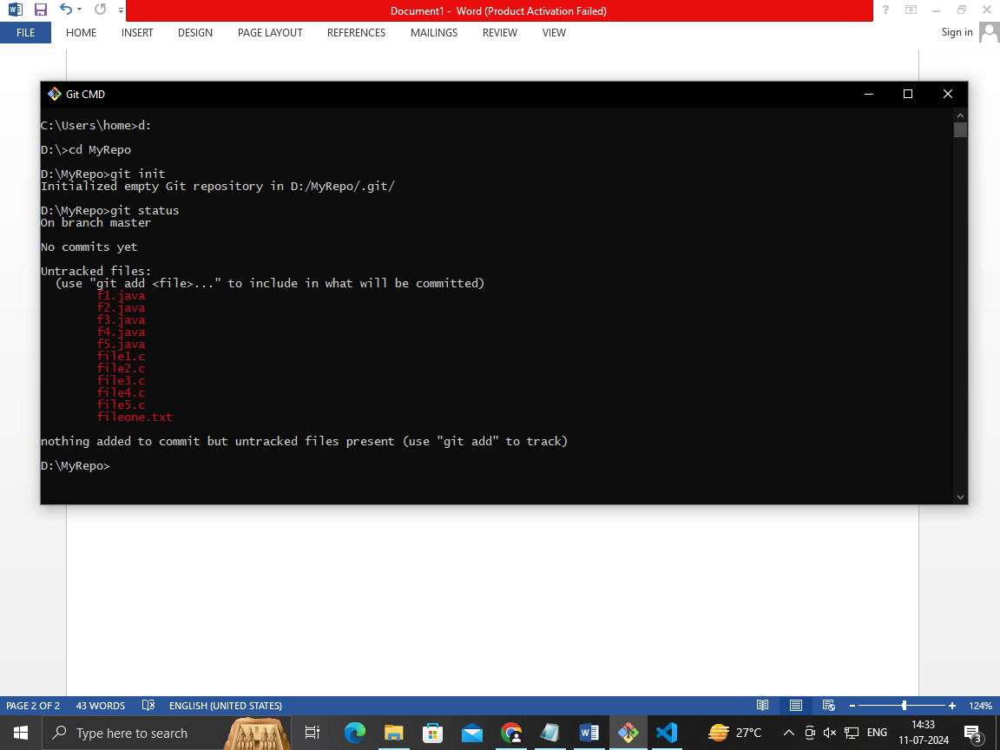 Document1 - Word (Product Activation Failed)
?
FILE HOME INSERT DESIGN PAGE LAYOUT REFERENCES MAILINGS REVIEW VIEW Sign in
Git CMD
C:\Users\home>d:
D:\>cd MyRepo
D:\MyRepo>git init
Initialized empty Git repository in D:/MyRepo/.git/
D:\MyRepo>git status
On branch master
No commits yet
Untracked files:
(use "git add <file>..." to include in what will be committed)
f1.java
f2.java
f3.java
f4.java
f5.java
file1.c
file2.c
file3.c
file4.c
file5.c
fileone.txt
nothing added to commit but untracked files present (use "git add" to track)
D:\MyRepo>
PAGE 2 OF 2 43 WORDS ENGLISH (UNITED STATES) 124%
Type here to search 27°C ENG 14:33
11-07-2024 3